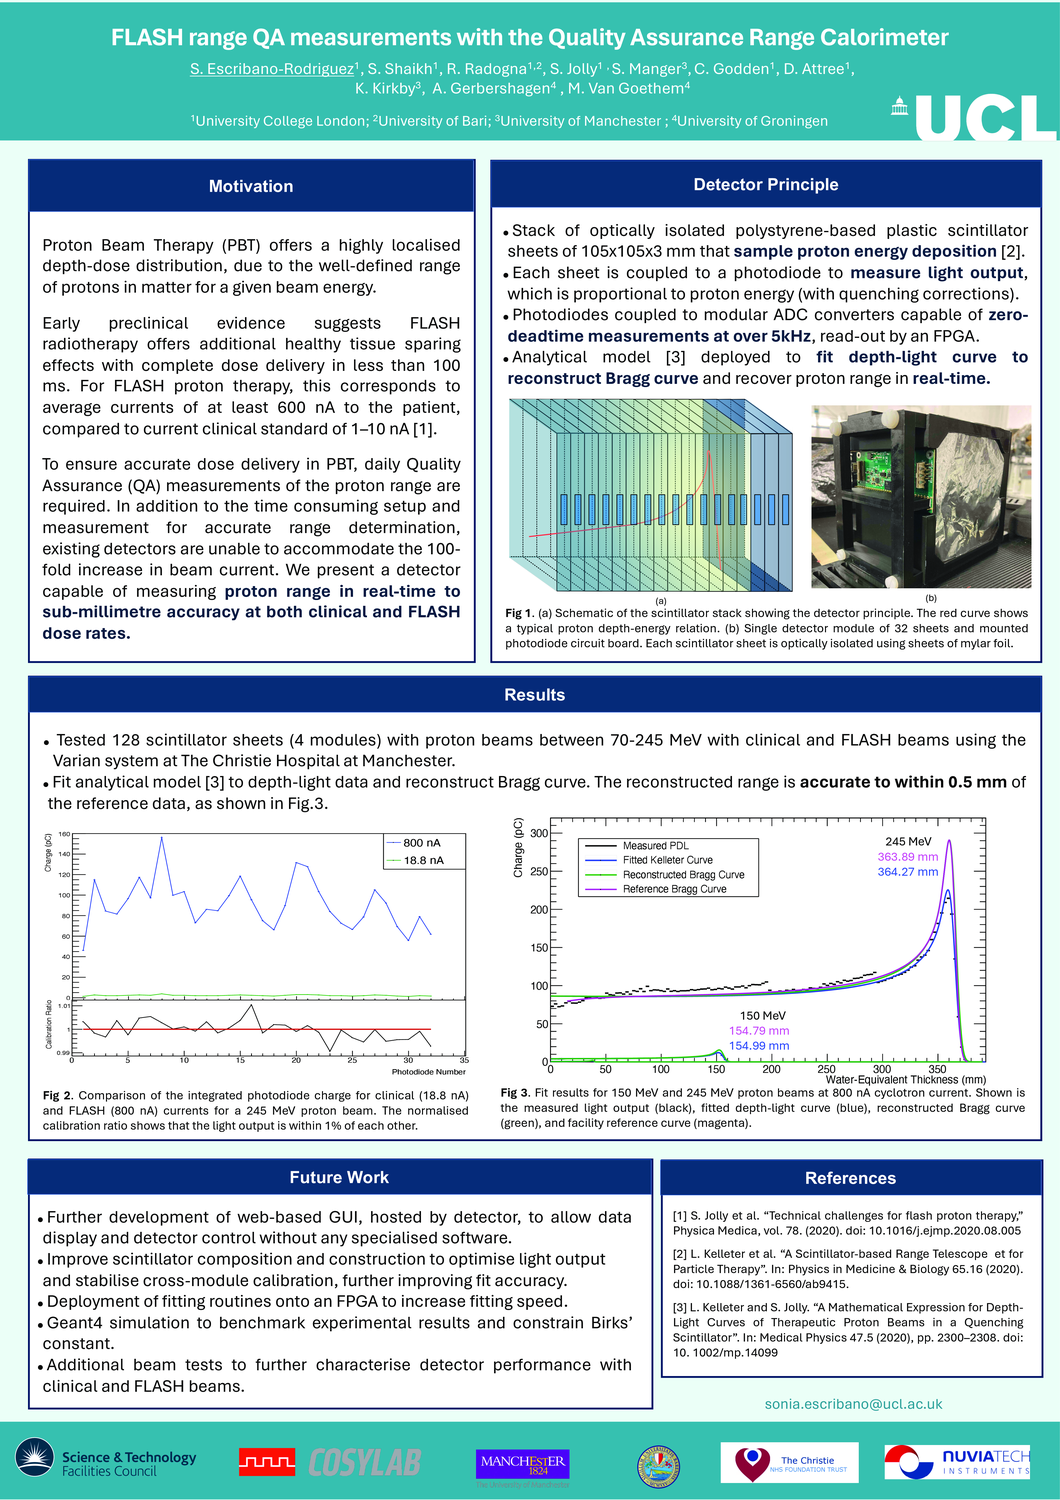 FLASH range QA measurements with the Quality Assurance Range Calorimeter
S. Escribano-Rodriguez¹, S. Shaikh¹, R. Radogna¹,², S. Jolly¹ · S. Manger³, C. Godden¹, D. Attree¹,
K. Kirkby³, A. Gerbershagen⁴ , M. Van Goethem⁴
¹University College London; ²University of Bari; ³University of Manchester ; ⁴University of Groningen
UCL
Motivation
Proton Beam Therapy (PBT) offers a highly localised
depth-dose distribution, due to the well-defined range
of protons in matter for a given beam energy.
Early preclinical evidence suggests FLASH
radiotherapy offers additional healthy tissue sparing
effects with complete dose delivery in less than 100
ms. For FLASH proton therapy, this corresponds to
average currents of at least 600 nA to the patient,
compared to current clinical standard of 1–10 nA [1].
To ensure accurate dose delivery in PBT, daily Quality
Assurance (QA) measurements of the proton range are
required. In addition to the time consuming setup and
measurement for accurate range determination,
existing detectors are unable to accommodate the 100-
fold increase in beam current. We present a detector
capable of measuring proton range in real-time to
sub-millimetre accuracy at both clinical and FLASH
dose rates.
Detector Principle
• Stack of optically isolated polystyrene-based plastic scintillator
sheets of 105x105x3 mm that sample proton energy deposition [2].
• Each sheet is coupled to a photodiode to measure light output,
which is proportional to proton energy (with quenching corrections).
• Photodiodes coupled to modular ADC converters capable of zero-
deadtime measurements at over 5kHz, read-out by an FPGA.
• Analytical model [3] deployed to fit depth-light curve to
reconstruct Bragg curve and recover proton range in real-time.
(a)
(b)
Fig 1. (a) Schematic of the scintillator stack showing the detector principle. The red curve shows
a typical proton depth-energy relation. (b) Single detector module of 32 sheets and mounted
photodiode circuit board. Each scintillator sheet is optically isolated using sheets of mylar foil.
Results
• Tested 128 scintillator sheets (4 modules) with proton beams between 70-245 MeV with clinical and FLASH beams using the
Varian system at The Christie Hospital at Manchester.
• Fit analytical model [3] to depth-light data and reconstruct Bragg curve. The reconstructed range is accurate to within 0.5 mm of
the reference data, as shown in Fig.3.
Charge (pC)
160
140
120
100
80
60
40
20
0
800 nA
18.8 nA
Calibration Ratio
1.01
1
0.99
0 5 10 15 20 25 30 35
Photodiode Number
Fig 2. Comparison of the integrated photodiode charge for clinical (18.8 nA)
and FLASH (800 nA) currents for a 245 MeV proton beam. The normalised
calibration ratio shows that the light output is within 1% of each other.
Charge (pC)
300
250
200
150
100
50
0
Measured PDL
Fitted Kelleter Curve
Reconstructed Bragg Curve
Reference Bragg Curve
245 MeV
363.89 mm
364.27 mm
150 MeV
154.79 mm
154.99 mm
0 50 100 150 200 250 300 350
Water-Equivalent Thickness (mm)
Fig 3. Fit results for 150 MeV and 245 MeV proton beams at 800 nA cyclotron current. Shown is
the measured light output (black), fitted depth-light curve (blue), reconstructed Bragg curve
(green), and facility reference curve (magenta).
Future Work
• Further development of web-based GUI, hosted by detector, to allow data
display and detector control without any specialised software.
• Improve scintillator composition and construction to optimise light output
and stabilise cross-module calibration, further improving fit accuracy.
• Deployment of fitting routines onto an FPGA to increase fitting speed.
• Geant4 simulation to benchmark experimental results and constrain Birks’
constant.
• Additional beam tests to further characterise detector performance with
clinical and FLASH beams.
References
[1] S. Jolly et al. “Technical challenges for flash proton therapy,”
Physica Medica, vol. 78. (2020). doi: 10.1016/j.ejmp.2020.08.005
[2] L. Kelleter et al. “A Scintillator-based Range Telescope et for
Particle Therapy”. In: Physics in Medicine & Biology 65.16 (2020).
doi: 10.1088/1361-6560/ab9415.
[3] L. Kelleter and S. Jolly. “A Mathematical Expression for Depth-
Light Curves of Therapeutic Proton Beams in a Quenching
Scintillator”. In: Medical Physics 47.5 (2020), pp. 2300–2308. doi:
10. 1002/mp.14099
sonia.escribano@ucl.ac.uk
Science & Technology
Facilities Council
COSYLAB
MANCHESTER
1824
The University of Manchester
The Christie
NHS FOUNDATION TRUST
NUVIATECH
INSTRUMENTS